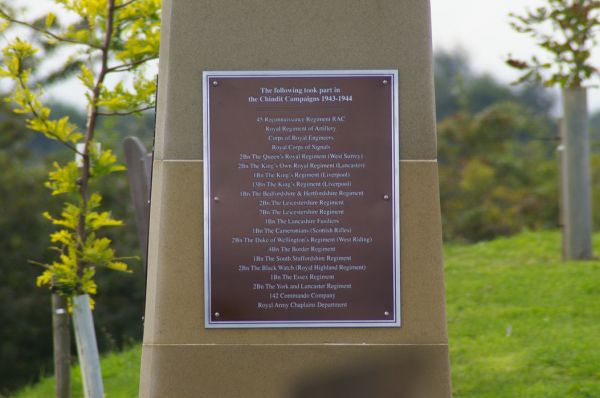 The following took part in
the Chindit Campaigns 1943-1944
45 Reconnaissance Regiment RAC
Royal Regiment of Artillery
Corps of Royal Engineers
Royal Corps of Signals
2Bn The Queen's Royal Regiment (West Surrey)
2Bn The King's Own Royal Regiment (Lancaster)
1Bn The King's Regiment (Liverpool)
13Bn The King's Regiment (Liverpool)
1Bn The Bedfordshire & Hertfordshire Regiment
2Bn The Leicestershire Regiment
7Bn The Leicestershire Regiment
1Bn The Lancashire Fusiliers
1Bn The Cameronians (Scottish Rifles)
2Bn The Duke of Wellington's Regiment (West Riding)
4Bn The Border Regiment
1Bn The South Staffordshire Regiment
2Bn The Black Watch (Royal Highland Regiment)
1Bn The Essex Regiment
2Bn The York and Lancaster Regiment
142 Commando Company
Royal Army Chaplains Department